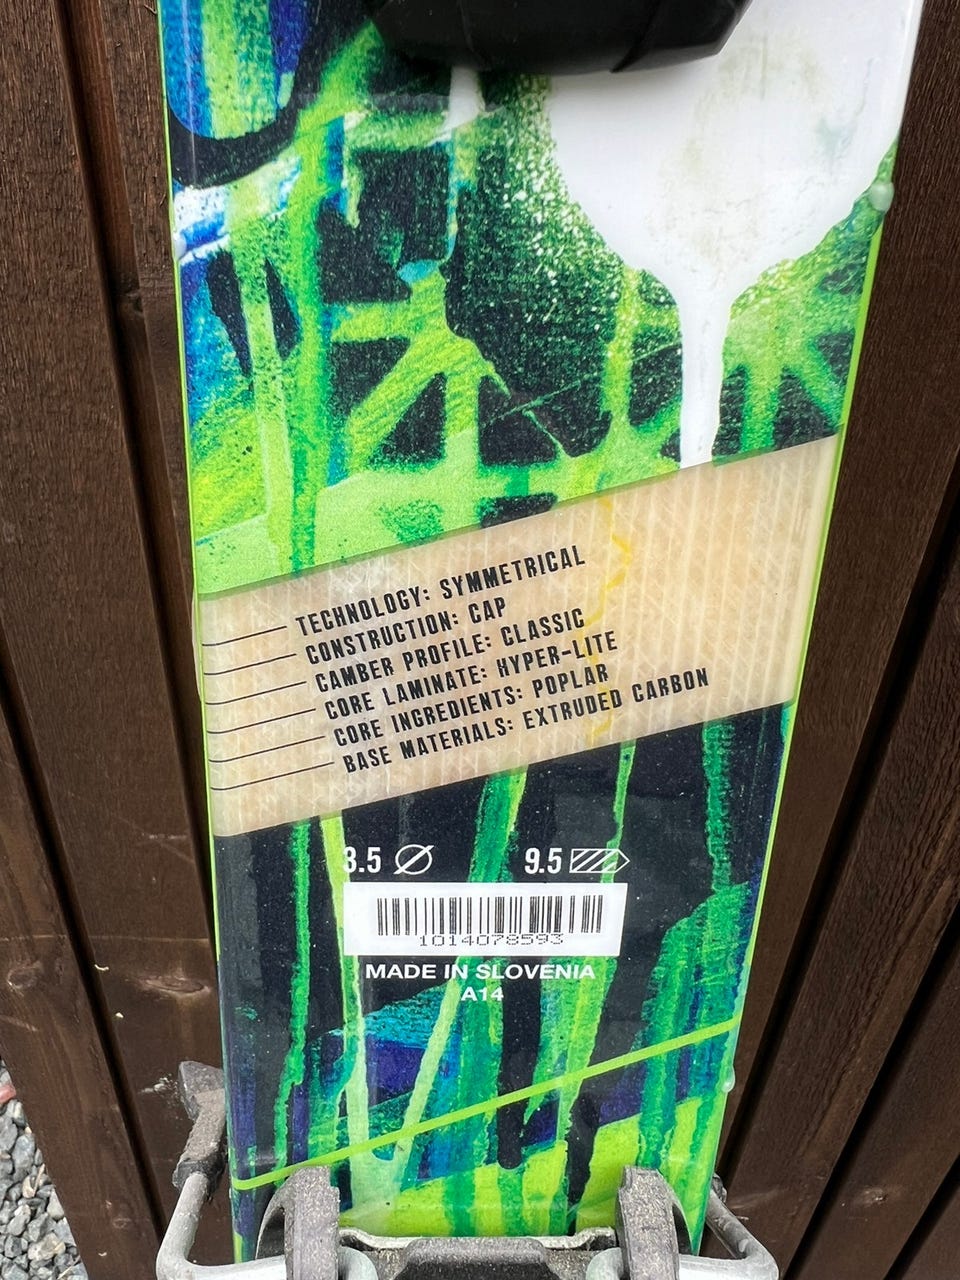 TECHNOLOGY: SYMMETRICAL
CONSTRUCTION: CAP
CAMBER PROFILE: CLASSIC
CORE LAMINATE: HYPER-LITE
CORE INGREDIENTS: POPLAR
BASE MATERIALS: EXTRUDED CARBON
3.5 9.5
1014078593
MADE IN SLOVENIA
A14